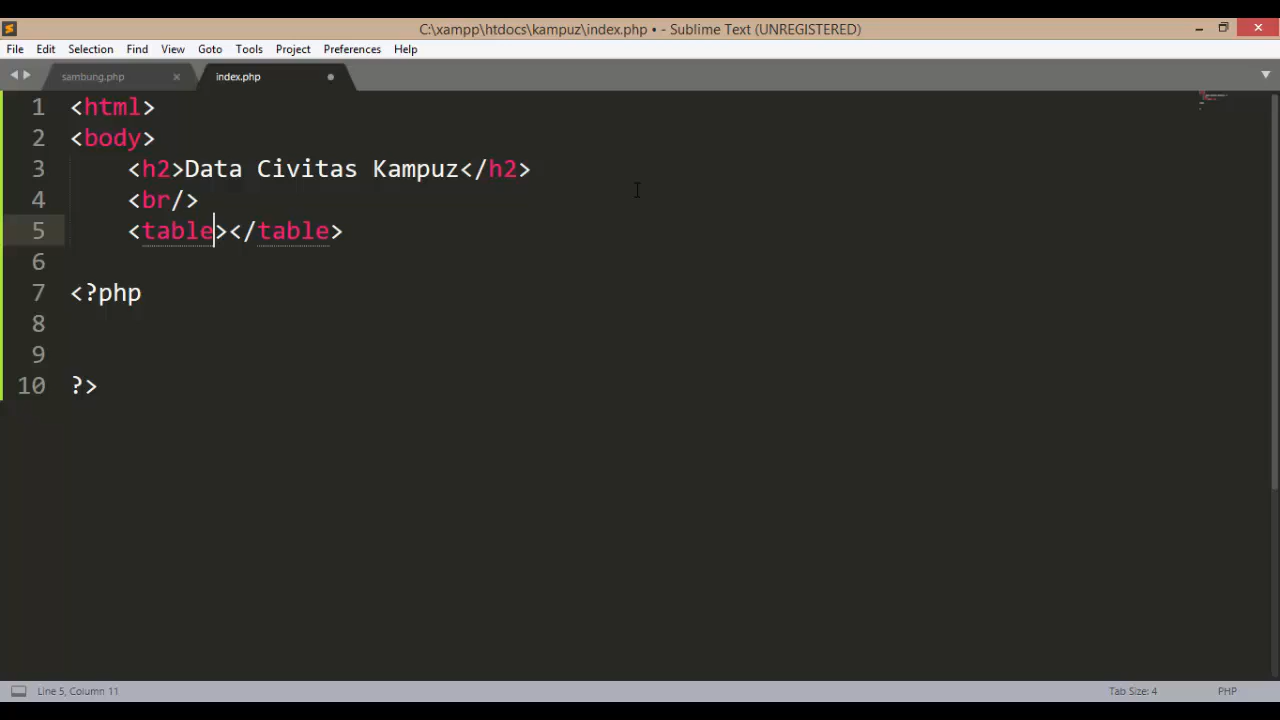 C:\xampp\htdocs\kampuz\index.php • - Sublime Text (UNREGISTERED)
File Edit Selection Find View Goto Tools Project Preferences Help
sambung.php × index.php
1 <html>
2 <body>
3 <h2>Data Civitas Kampuz</h2>
4 <br/>
5 <table></table>
6
7 <?php
8
9
10 ?>
Line 5, Column 11 Tab Size: 4 PHP